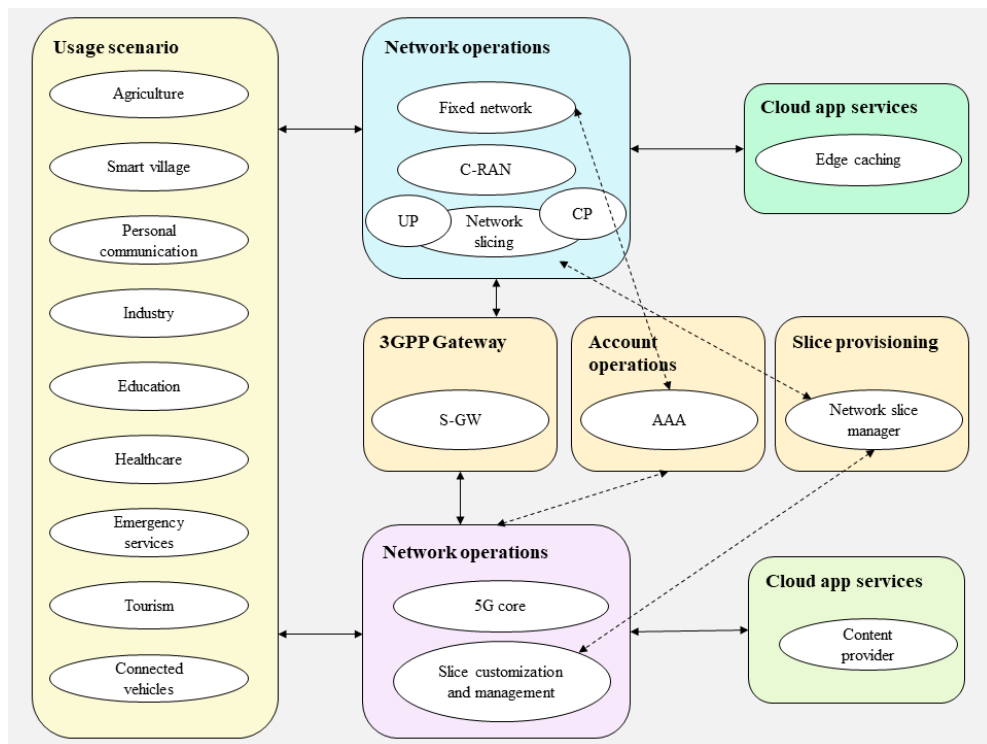 Usage scenario
Agriculture
Smart village
Personal
communication
Industry
Education
Healthcare
Emergency
services
Tourism
Connected
vehicles
Network operations
Fixed network
C-RAN
UP
Network
slicing
CP
Cloud app services
Edge caching
3GPP Gateway
S-GW
Account
operations
AAA
Slice provisioning
Network slice
manager
Network operations
5G core
Slice customization
and management
Cloud app services
Content
provider